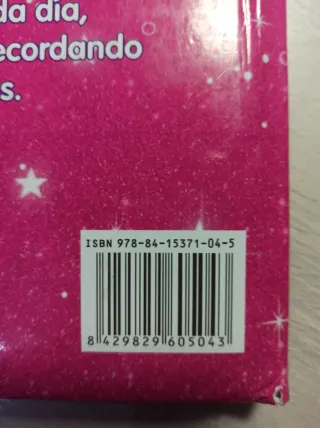 da día,
ecordando
s.
ISBN 978-84-15371-04-5
8 429829 605043